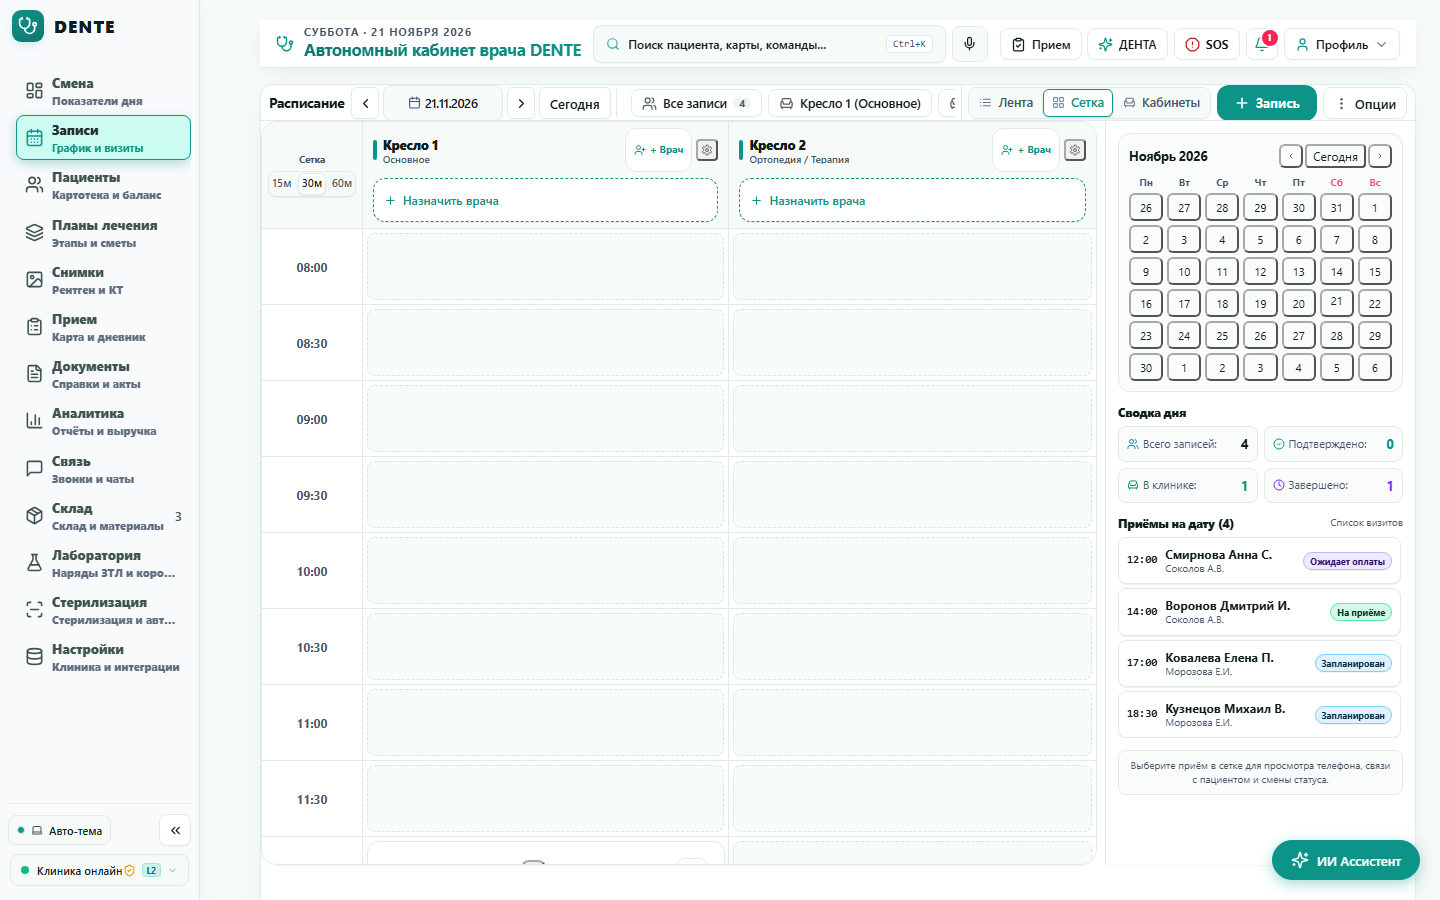 DENTE
Смена
Показатели дня
Записи
График и визиты
Пациенты
Картотека и баланс
Планы лечения
Этапы и сметы
Снимки
Рентген и КТ
Прием
Карта и дневник
Документы
Справки и акты
Аналитика
Отчёты и выручка
Связь
Звонки и чаты
Склад
Склад и материалы
3
Лаборатория
Наряды ЗТЛ и коро...
Стерилизация
Стерилизация и авт...
Настройки
Клиника и интеграции
Авто-тема
Клиника онлайн L2
СУББОТА · 21 НОЯБРЯ 2026
Автономный кабинет врача DENTE
Поиск пациента, карты, команды... Ctrl+K
Прием
ДЕНТА
SOS
1
Профиль
Расписание
21.11.2026
Сегодня
Все записи 4
Кресло 1 (Основное)
Лента
Сетка
Кабинеты
Запись
Опции
Сетка
15м 30м 60м
Кресло 1
Основное
+ Врач
Назначить врача
Кресло 2
Ортопедия / Терапия
+ Врач
Назначить врача
08:00
08:30
09:00
09:30
10:00
10:30
11:00
11:30
Ноябрь 2026
‹ Сегодня ›
Пн Вт Ср Чт Пт Сб Вс
26 27 28 29 30 31 1
2 3 4 5 6 7 8
9 10 11 12 13 14 15
16 17 18 19 20 21 22
23 24 25 26 27 28 29
30 1 2 3 4 5 6
Сводка дня
Всего записей: 4
Подтверждено: 0
В клинике: 1
Завершено: 1
Приёмы на дату (4)
Список визитов
12:00 Смирнова Анна С.
Соколов А.В.
Ожидает оплаты
14:00 Воронов Дмитрий И.
Соколов А.В.
На приёме
17:00 Ковалева Елена П.
Морозова Е.И.
Запланирован
18:30 Кузнецов Михаил В.
Морозова Е.И.
Запланирован
Выберите приём в сетке для просмотра телефона, связи
с пациентом и смены статуса.
ИИ Ассистент